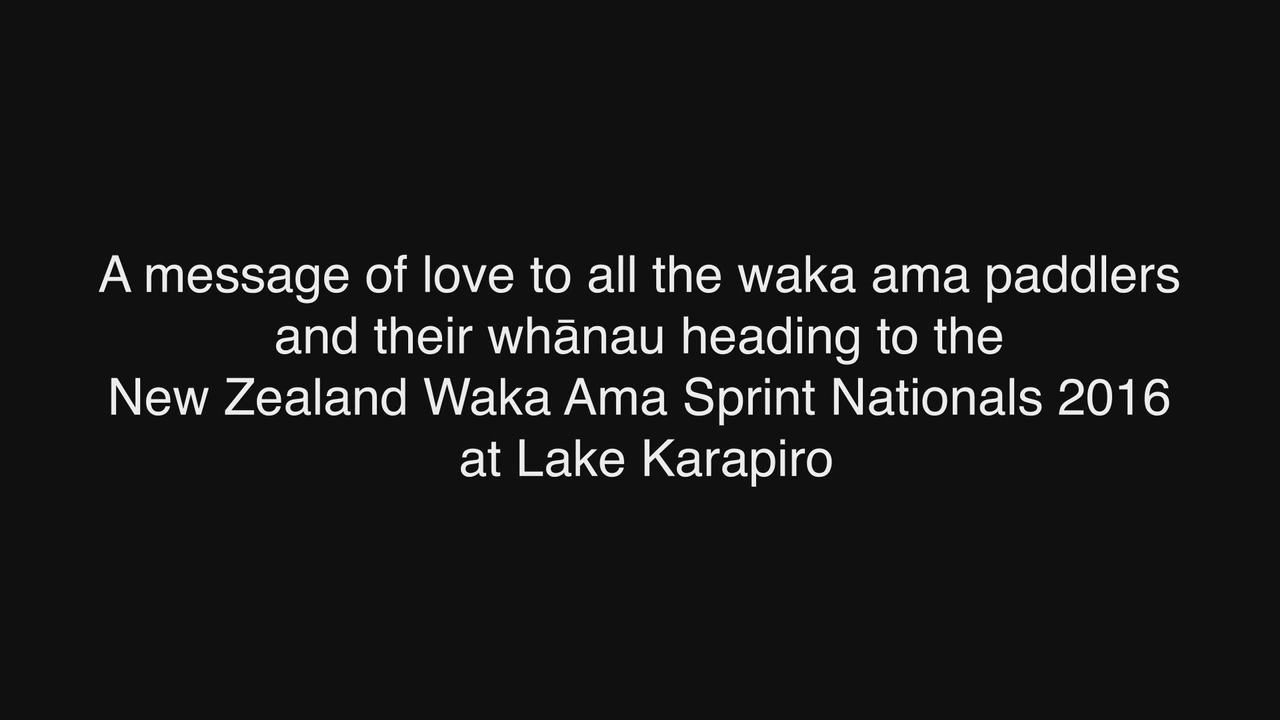 A message of love to all the waka ama paddlers
and their whānau heading to the
New Zealand Waka Ama Sprint Nationals 2016
at Lake Karapiro